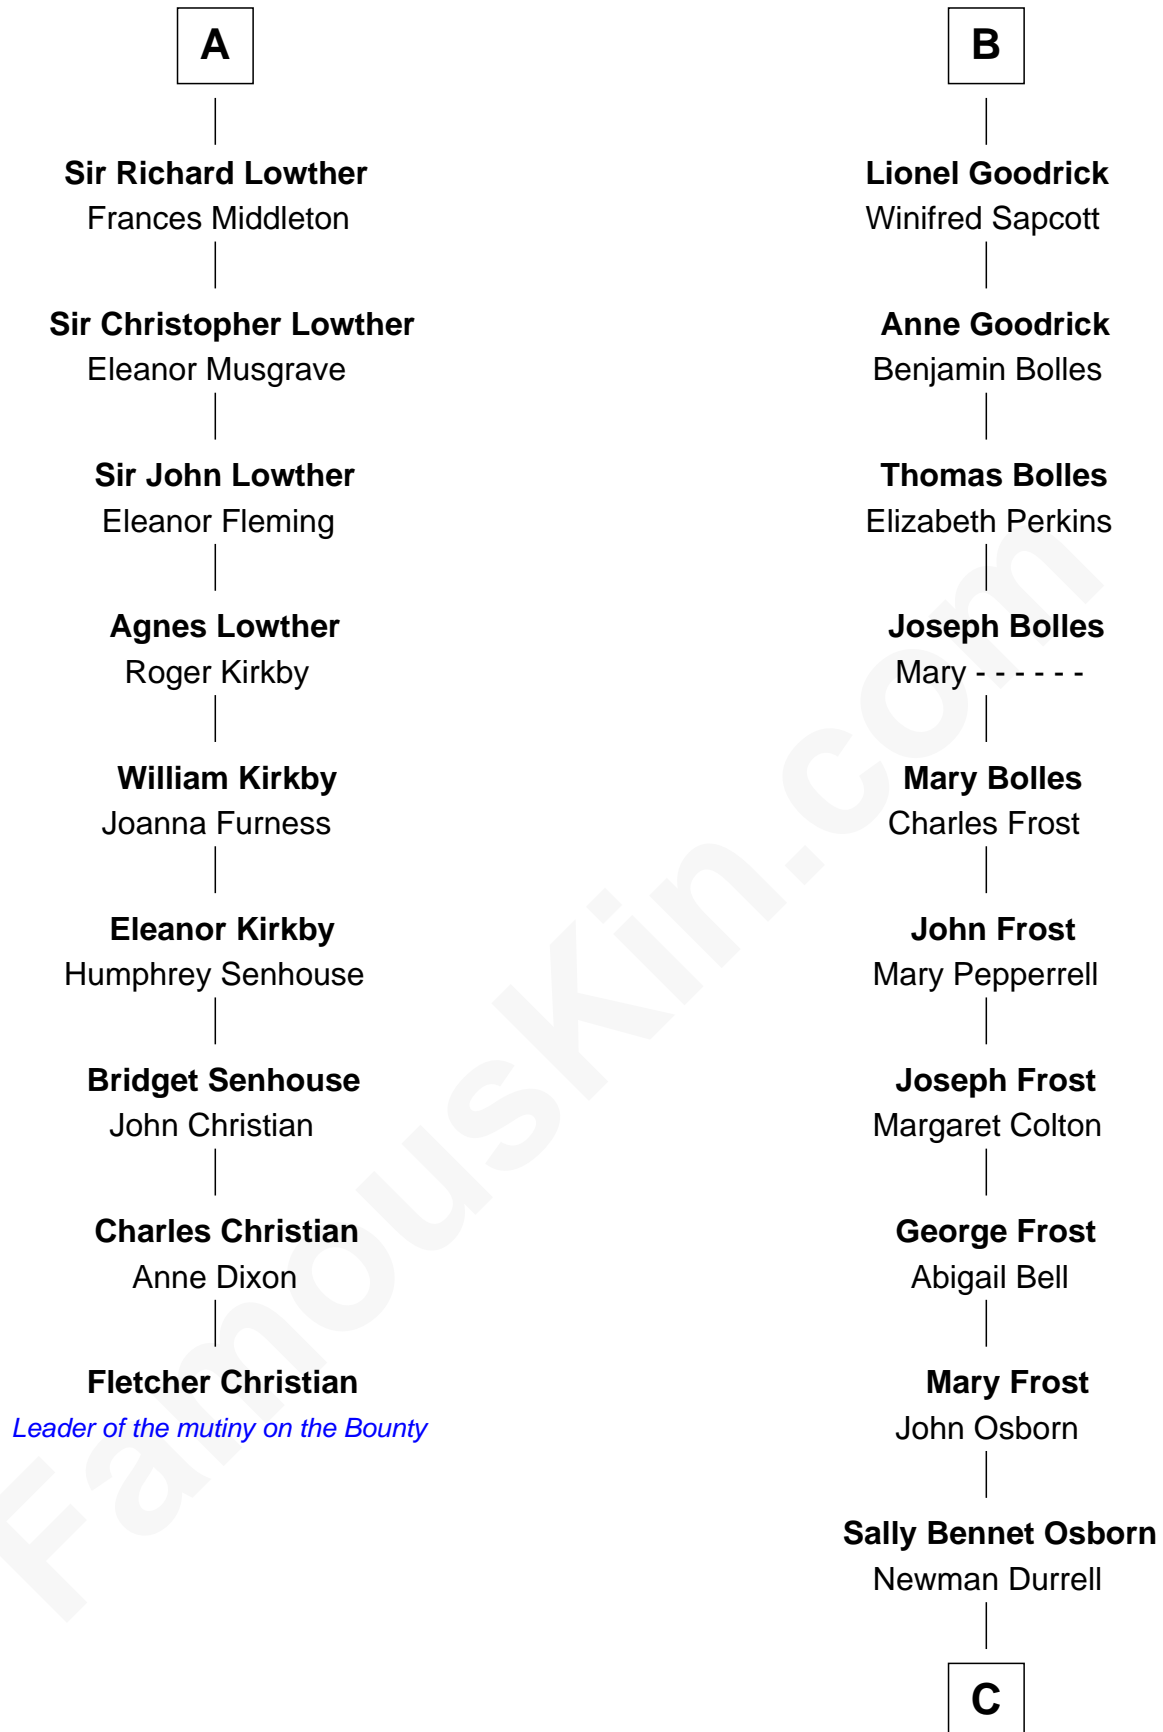 A
Sir Richard Lowther
Frances Middleton
Sir Christopher Lowther
Eleanor Musgrave
Sir John Lowther
Eleanor Fleming
Agnes Lowther
Roger Kirkby
William Kirkby
Joanna Furness
Eleanor Kirkby
Humphrey Senhouse
Bridget Senhouse
John Christian
Charles Christian
Anne Dixon
Fletcher Christian
Leader of the mutiny on the Bounty
B
Lionel Goodrick
Winifred Sapcott
Anne Goodrick
Benjamin Bolles
Thomas Bolles
Elizabeth Perkins
Joseph Bolles
Mary - - - - - -
Mary Bolles
Charles Frost
John Frost
Mary Pepperrell
Joseph Frost
Margaret Colton
George Frost
Abigail Bell
Mary Frost
John Osborn
Sally Bennet Osborn
Newman Durrell
C
FamousKin.com